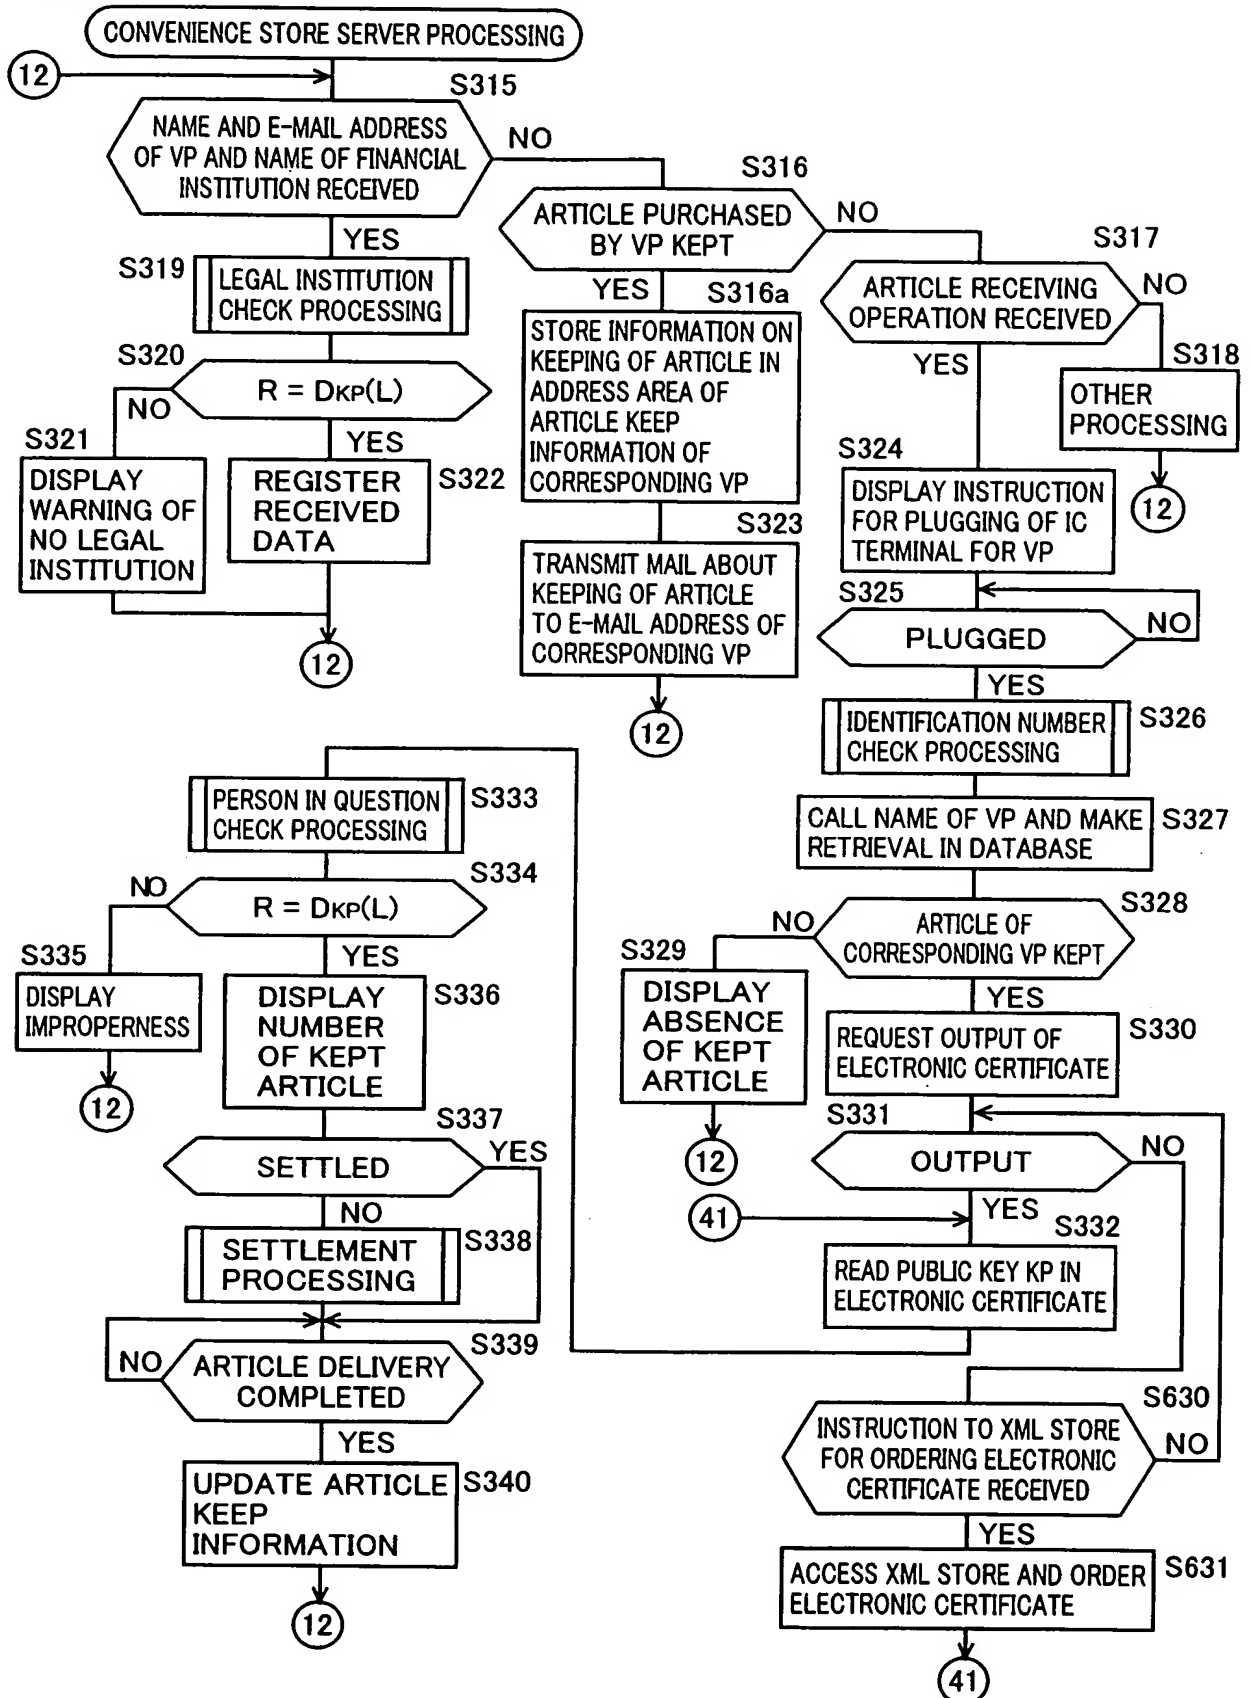 CONVENIENCE STORE SERVER PROCESSING
12
S315
NAME AND E-MAIL ADDRESS
OF VP AND NAME OF FINANCIAL
INSTITUTION RECEIVED
NO
YES
S316
ARTICLE PURCHASED
BY VP KEPT
NO
YES
S317
ARTICLE RECEIVING
OPERATION RECEIVED
NO
YES
S318
OTHER
PROCESSING
12
S319
LEGAL INSTITUTION
CHECK PROCESSING
S320
R = DKP(L)
NO
YES
S321
DISPLAY
WARNING OF
NO LEGAL
INSTITUTION
S322
REGISTER
RECEIVED
DATA
12
S316a
STORE INFORMATION ON
KEEPING OF ARTICLE IN
ADDRESS AREA OF
ARTICLE KEEP
INFORMATION OF
CORRESPONDING VP
S323
TRANSMIT MAIL ABOUT
KEEPING OF ARTICLE
TO E-MAIL ADDRESS OF
CORRESPONDING VP
12
S324
DISPLAY INSTRUCTION
FOR PLUGGING OF IC
TERMINAL FOR VP
S325
PLUGGED
NO
YES
S326
IDENTIFICATION NUMBER
CHECK PROCESSING
CALL NAME OF VP AND MAKE
RETRIEVAL IN DATABASE
S327
S328
ARTICLE OF
CORRESPONDING VP KEPT
NO
YES
S329
DISPLAY
ABSENCE
OF KEPT
ARTICLE
12
REQUEST OUTPUT OF
ELECTRONIC CERTIFICATE
S330
S331
OUTPUT
NO
YES
41
S332
READ PUBLIC KEY KP IN
ELECTRONIC CERTIFICATE
S630
INSTRUCTION TO XML STORE
FOR ORDERING ELECTRONIC
CERTIFICATE RECEIVED
NO
YES
S631
ACCESS XML STORE AND ORDER
ELECTRONIC CERTIFICATE
41
PERSON IN QUESTION
CHECK PROCESSING
S333
S334
R = DKP(L)
NO
YES
S335
DISPLAY
IMPROPERNESS
12
DISPLAY
NUMBER
OF KEPT
ARTICLE
S336
S337
SETTLED
YES
NO
SETTLEMENT
PROCESSING
S338
S339
ARTICLE DELIVERY
COMPLETED
NO
YES
UPDATE ARTICLE
KEEP
INFORMATION
S340
12